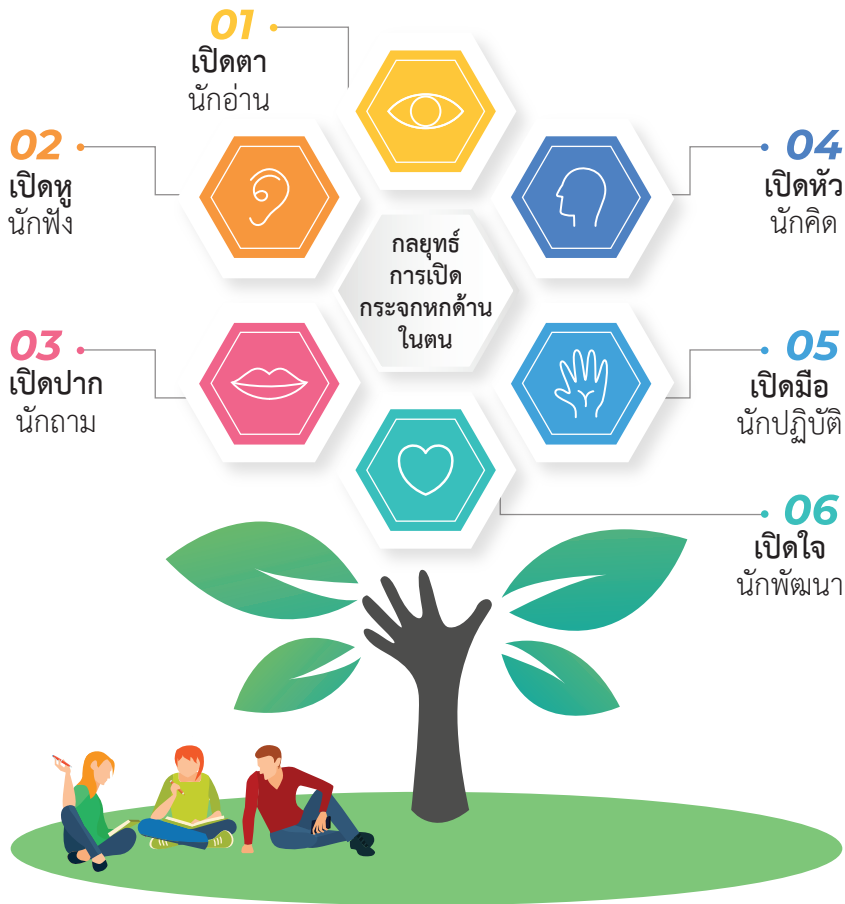 01
เปิดตา
นักอ่าน
02
เปิดหู
นักฟัง
03
เปิดปาก
นักถาม
กลยุทธ์
การเปิด
กระจกหกด้าน
ในตน
04
เปิดหัว
นักคิด
05
เปิดมือ
นักปฏิบัติ
06
เปิดใจ
นักพัฒนา